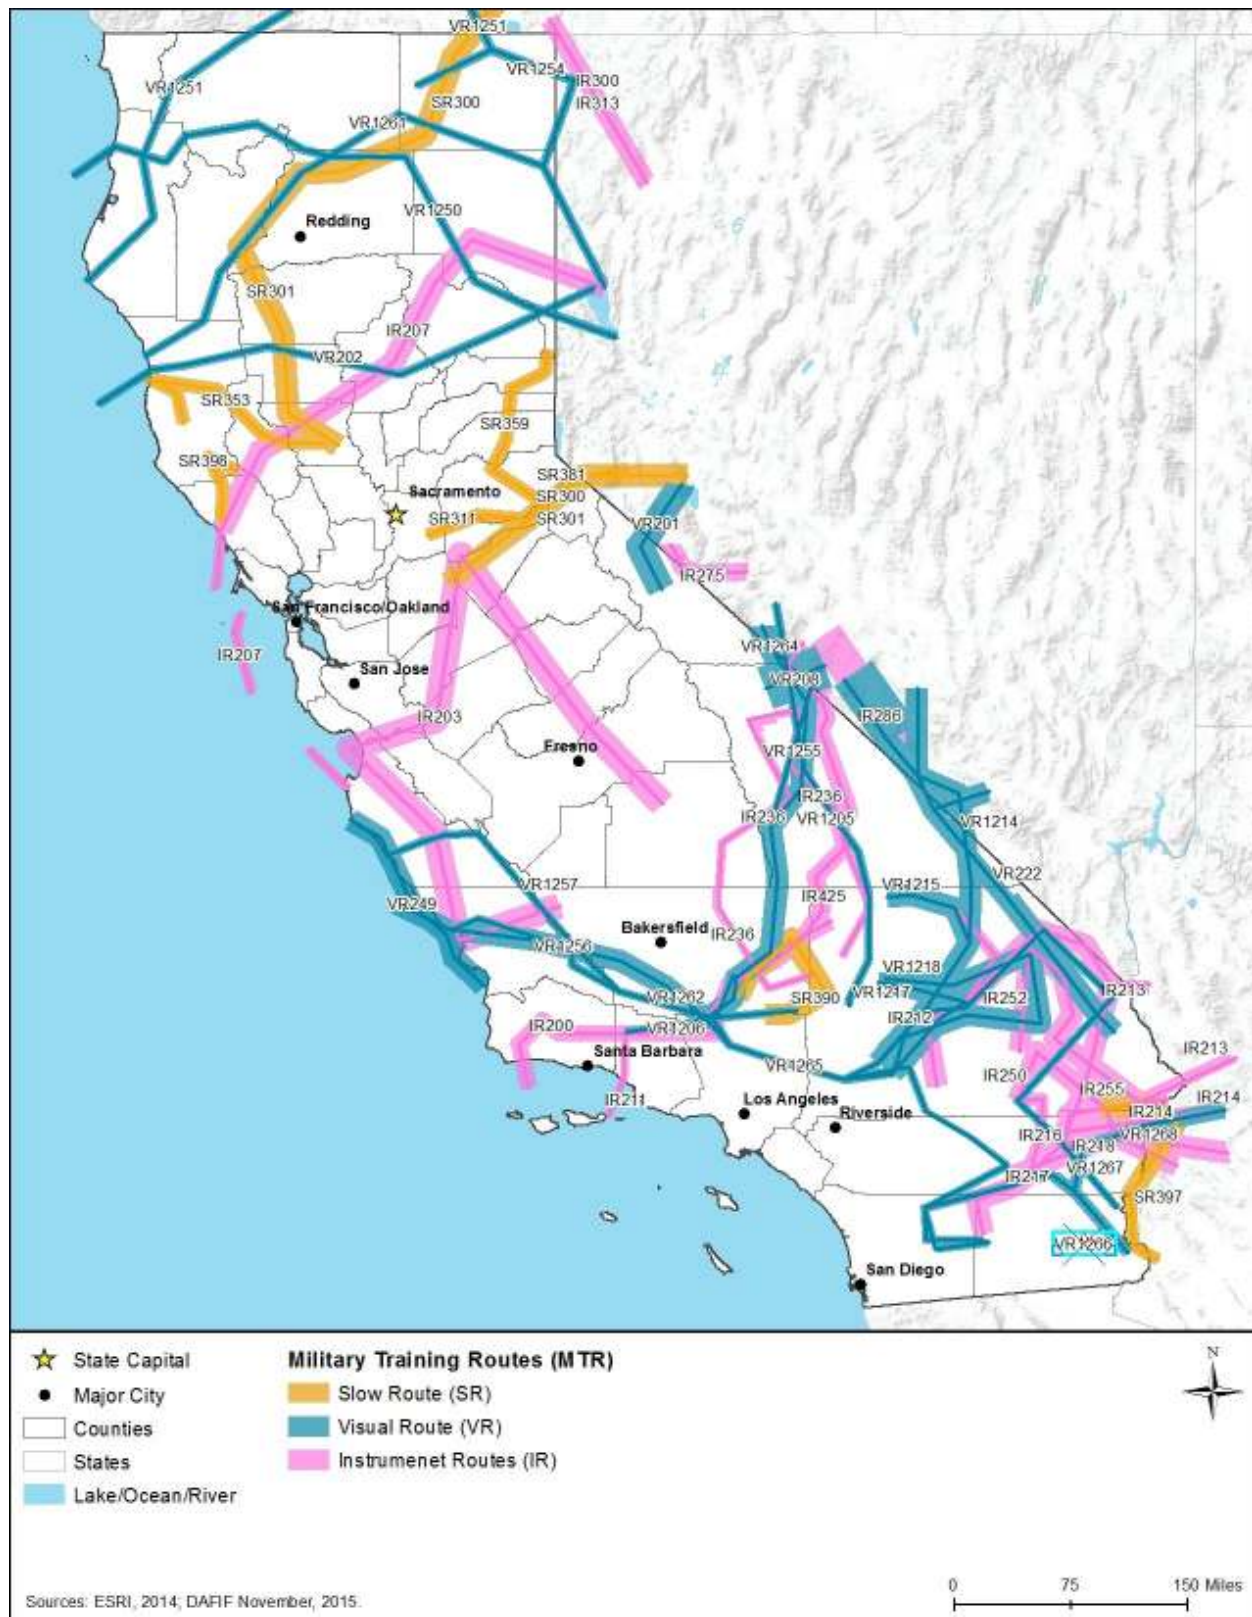 VR1251
VR1254
VR1251
IR300
IR313
SR300
VR1261
VR1250
Redding
SR301
IR207
VR202
SR353
SR359
SR398
SR381
Sacramento
SR300
SR311
SR301
VR201
IR275
San Francisco/Oakland
IR207
San Jose
VR1264
VR208
IR286
IR203
Fresno
VR1255
IR236
IR236
VR1205
VR1214
VR222
VR1257
VR1215
IR425
VR249
Bakersfield
IR236
VR1256
VR1218
VR1217
VR1262
SR390
IR252
IR213
IR212
IR200
VR1206
Santa Barbara
VR1265
IR213
IR250
IR255
IR211
Los Angeles
Riverside
IR214
IR214
IR216
VR1268
IR218
VR1267
IR217
SR397
VR1266
San Diego
State Capital
Major City
Counties
States
Lake/Ocean/River
Military Training Routes (MTR)
Slow Route (SR)
Visual Route (VR)
Instrumenet Routes (IR)
N
0 75 150 Miles
Sources: ESRI, 2014; DAFIF November, 2015.